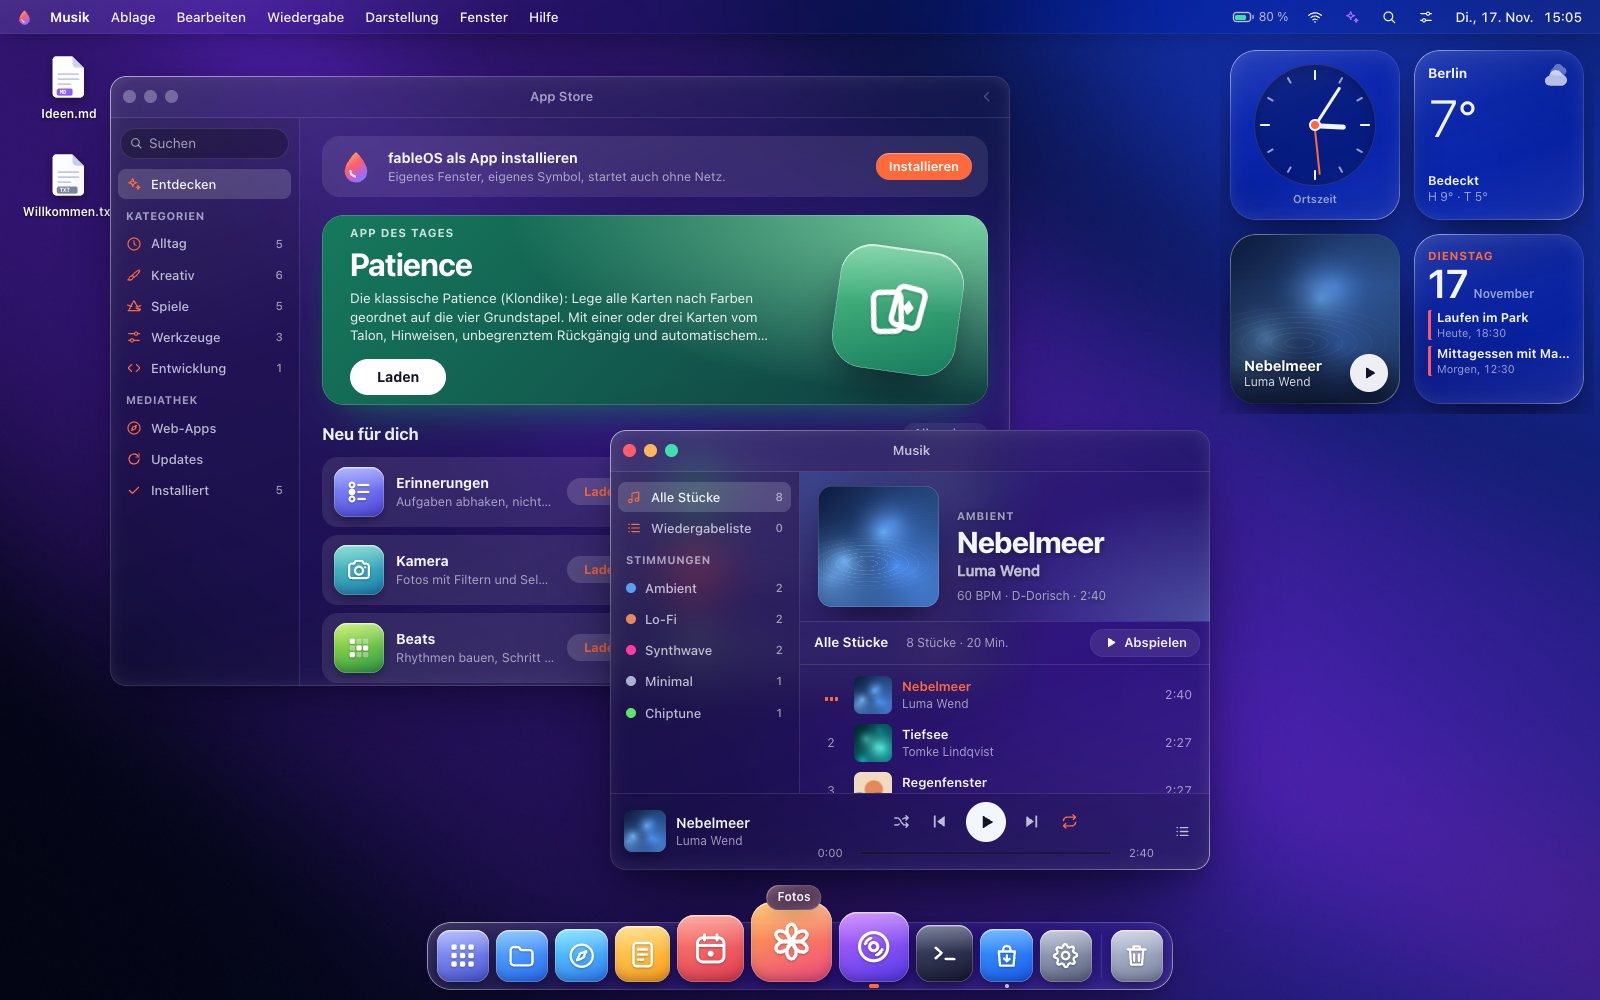 Musik Ablage Bearbeiten Wiedergabe Darstellung Fenster Hilfe
80 % Di., 17. Nov. 15:05
Ideen.md
MD
Willkommen.tx
TXT
App Store
Suchen
Entdecken
KATEGORIEN
Alltag 5
Kreativ 6
Spiele 5
Werkzeuge 3
Entwicklung 1
MEDIATHEK
Web-Apps
Updates
Installiert 5
fableOS als App installieren
Eigenes Fenster, eigenes Symbol, startet auch ohne Netz.
Installieren
APP DES TAGES
Patience
Die klassische Patience (Klondike): Lege alle Karten nach Farben
geordnet auf die vier Grundstapel. Mit einer oder drei Karten vom
Talon, Hinweisen, unbegrenztem Rückgängig und automatischem...
Laden
Neu für dich
Erinnerungen
Aufgaben abhaken, nicht...
Kamera
Fotos mit Filtern und Sel...
Beats
Rhythmen bauen, Schritt ...
Musik
Alle Stücke 8
Wiedergabeliste 0
STIMMUNGEN
Ambient 2
Lo-Fi 2
Synthwave 2
Minimal 1
Chiptune 1
AMBIENT
Nebelmeer
Luma Wend
60 BPM · D-Dorisch · 2:40
Alle Stücke 8 Stücke · 20 Min.
Abspielen
Nebelmeer
Luma Wend
2:40
2
Tiefsee
Tomke Lindqvist
2:27
3
Regenfenster
2:27
Nebelmeer
Luma Wend
0:00
2:40
Ortszeit
Berlin
7°
Bedeckt
H 9° · T 5°
Nebelmeer
Luma Wend
DIENSTAG
17 November
Laufen im Park
Heute, 18:30
Mittagessen mit Ma...
Morgen, 12:30
Fotos